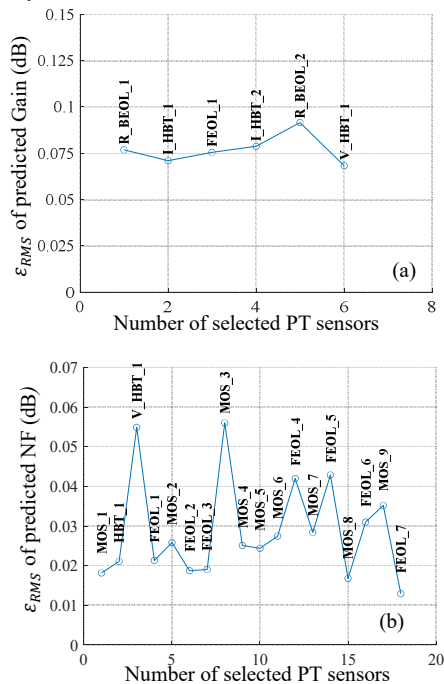 0.15
0.125
0.1
0.075
0.05
0.025
0
ε_RMS of predicted Gain (dB)
R_BEOL_1
I_HBT_1
FEOL_1
I_HBT_2
R_BEOL_2
V_HBT_1
(a)
0 2 4 6 8
Number of selected PT sensors
0.07
0.06
0.05
0.04
0.03
0.02
0.01
0
ε_RMS of predicted NF (dB)
MOS_1
HBT_1
V_HBT_1
FEOL_1
MOS_2
FEOL_2
FEOL_3
MOS_3
MOS_4
MOS_5
MOS_6
FEOL_4
MOS_7
FEOL_5
MOS_8
FEOL_6
MOS_9
FEOL_7
(b)
0 5 10 15 20
Number of selected PT sensors